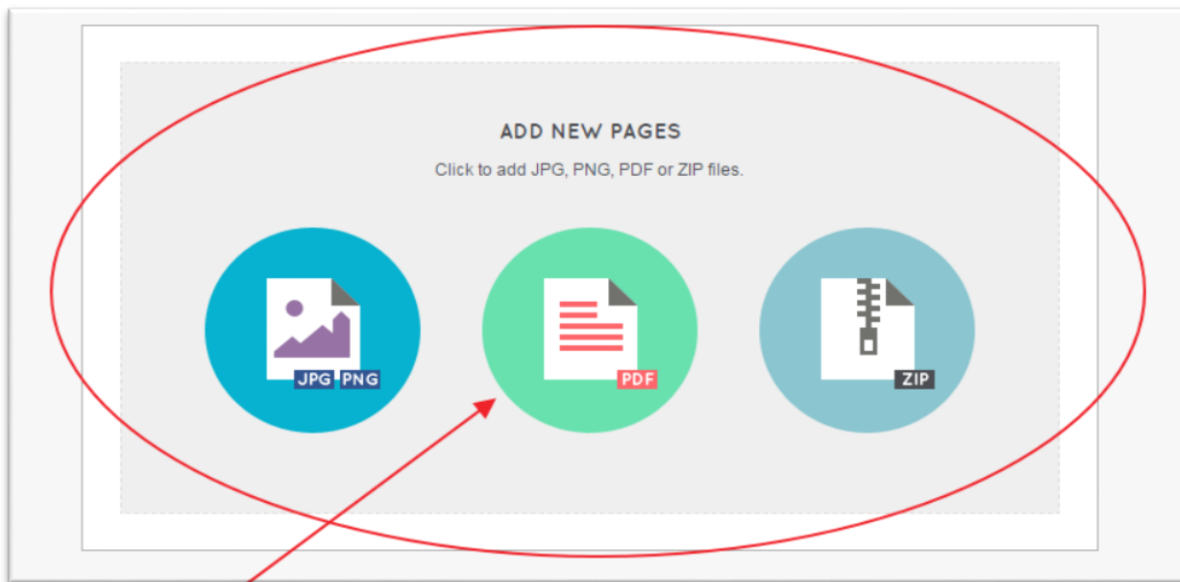 ADD NEW PAGES
Click to add JPG, PNG, PDF or ZIP files.
JPG PNG
PDF
ZIP